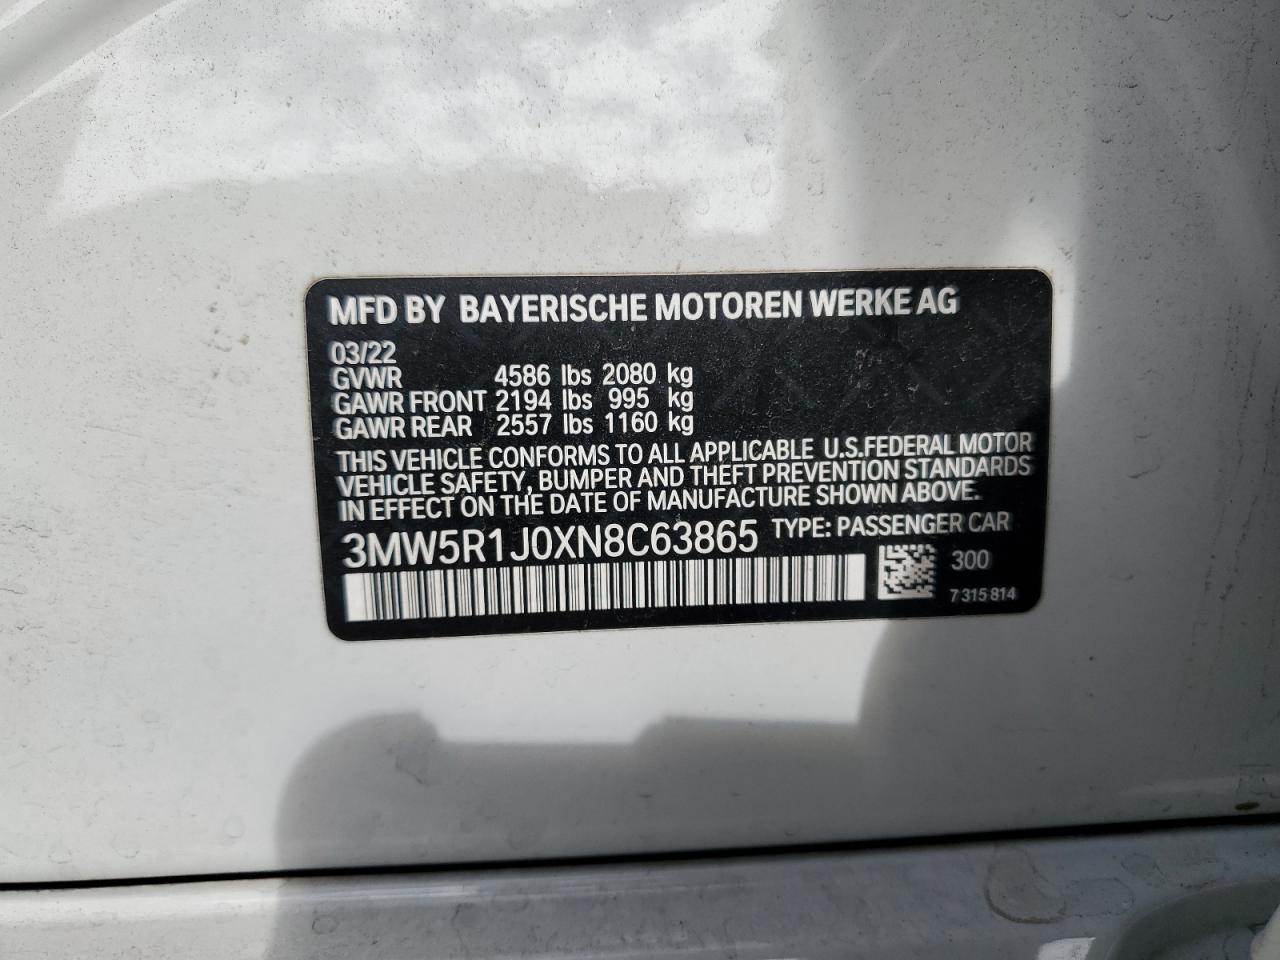 MFD BY BAYERISCHE MOTOREN WERKE AG
03/22
GVWR 4586 lbs 2080 kg
GAWR FRONT 2194 lbs 995 kg
GAWR REAR 2557 lbs 1160 kg
THIS VEHICLE CONFORMS TO ALL APPLICABLE U.S.FEDERAL MOTOR
VEHICLE SAFETY, BUMPER AND THEFT PREVENTION STANDARDS
IN EFFECT ON THE DATE OF MANUFACTURE SHOWN ABOVE.
3MW5R1J0XN8C63865 TYPE: PASSENGER CAR
300
7 315 814